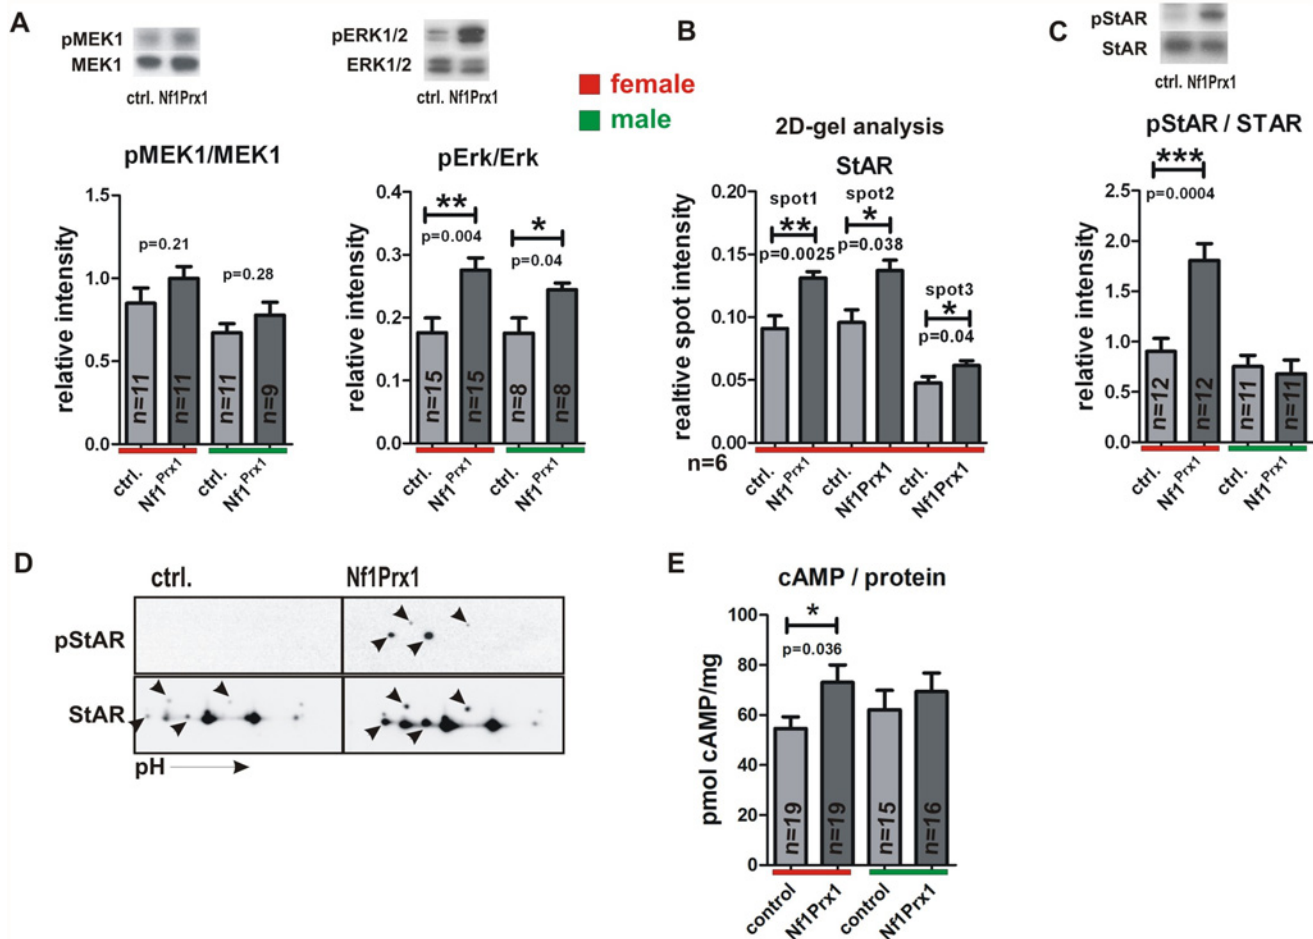 A
pMEK1
MEK1
ctrl. Nf1Prx1
pERK1/2
ERK1/2
ctrl. Nf1Prx1
female
male
pMEK1/MEK1
relative intensity
1.5
1.0
0.5
0.0
p=0.21
p=0.28
n=11
n=11
n=11
n=9
ctrl.
Nf1Prx1
ctrl.
Nf1Prx1
pErk/Erk
relative intensity
0.4
0.3
0.2
0.1
0.0
**
p=0.004
*
p=0.04
n=15
n=15
n=8
n=8
ctrl.
Nf1Prx1
ctrl.
Nf1Prx1
B
2D-gel analysis
StAR
realtive spot intensity
0.20
0.15
0.10
0.05
0.00
spot1
**
p=0.0025
spot2
*
p=0.038
spot3
*
p=0.04
n=6
ctrl.
Nf1Prx1
ctrl.
Nf1Prx1
ctrl.
Nf1Prx1
C
pStAR
StAR
ctrl. Nf1Prx1
pStAR / STAR
relative intensity
2.5
2.0
1.5
1.0
0.5
0.0
***
p=0.0004
n=12
n=12
n=11
n=11
ctrl.
Nf1Prx1
ctrl.
Nf1Prx1
D
ctrl.
Nf1Prx1
pStAR
StAR
pH
E
cAMP / protein
pmol cAMP/mg
100
80
60
40
20
0
*
p=0.036
n=19
n=19
n=15
n=16
control
Nf1Prx1
control
Nf1Prx1